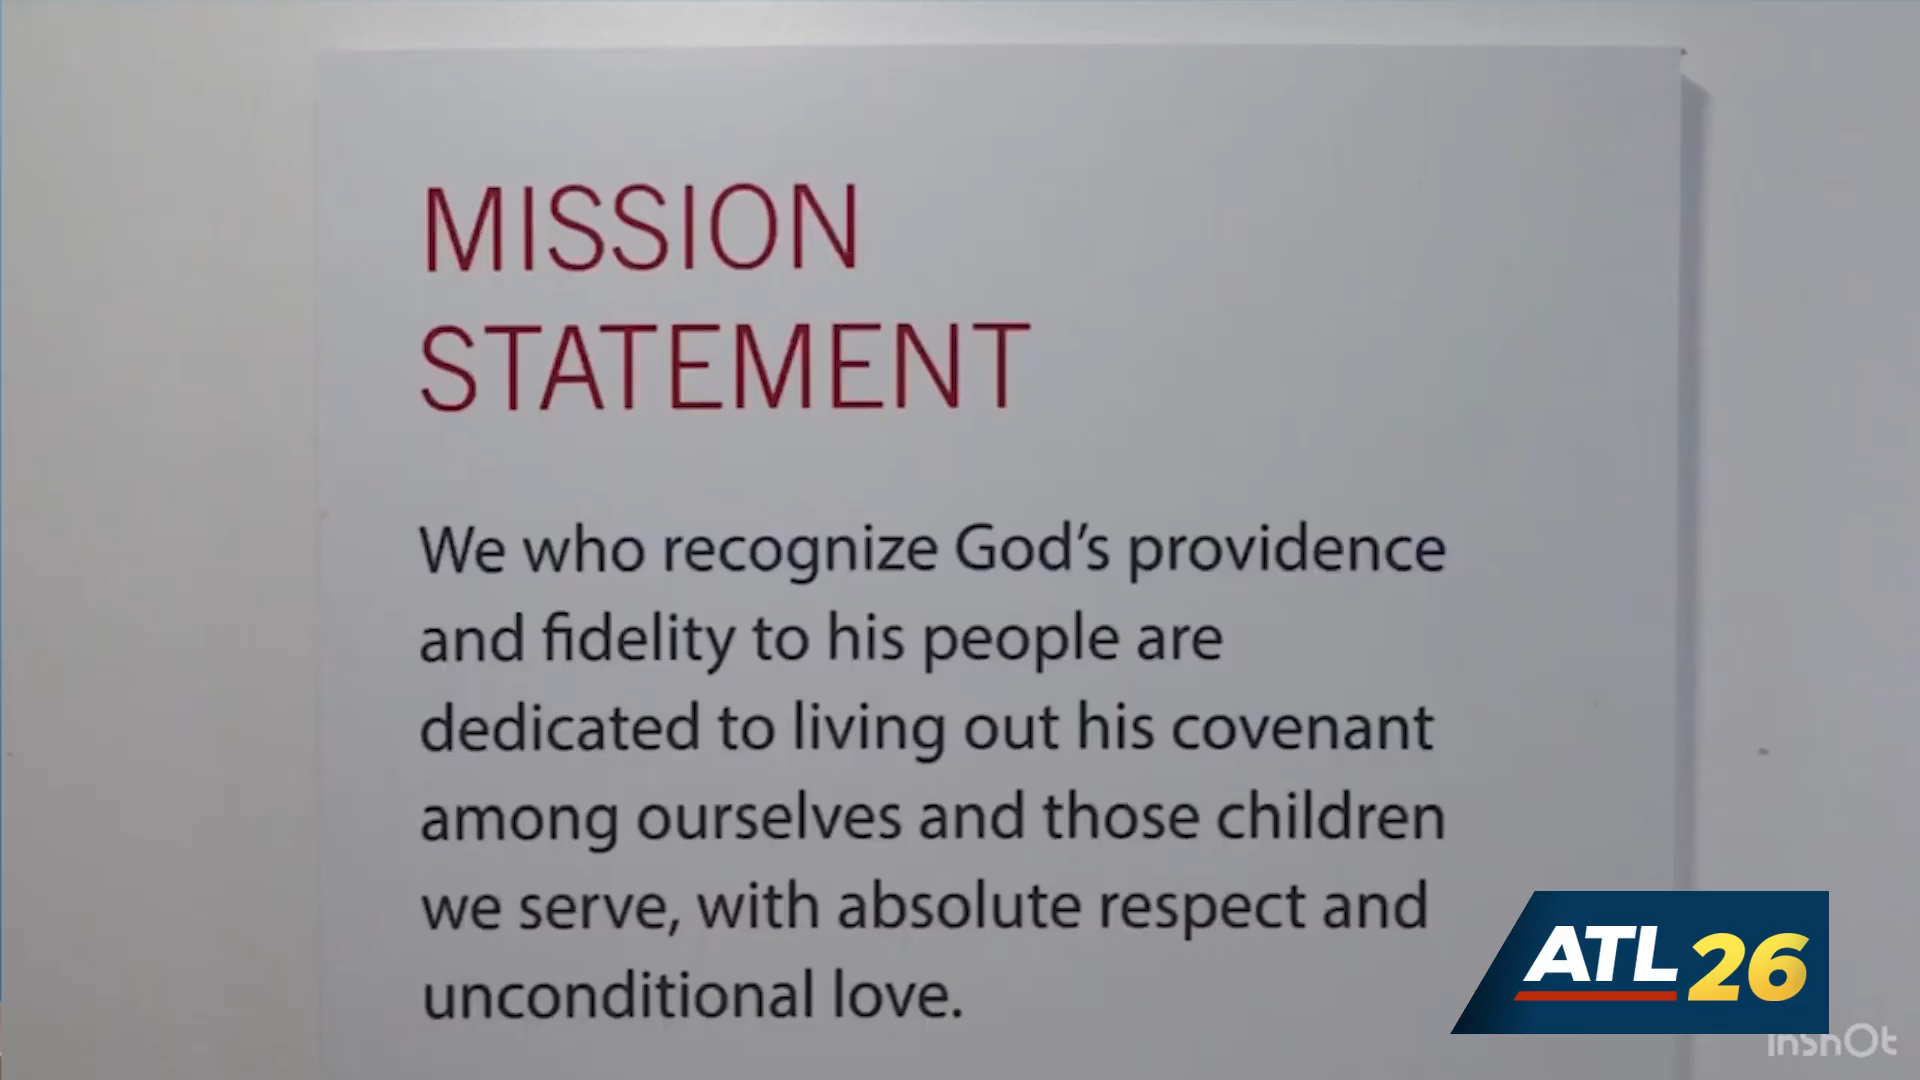 MISSION
STATEMENT
We who recognize God's providence
and fidelity to his people are
dedicated to living out his covenant
among ourselves and those children
we serve, with absolute respect and
unconditional love.
ATL 26
InShOt